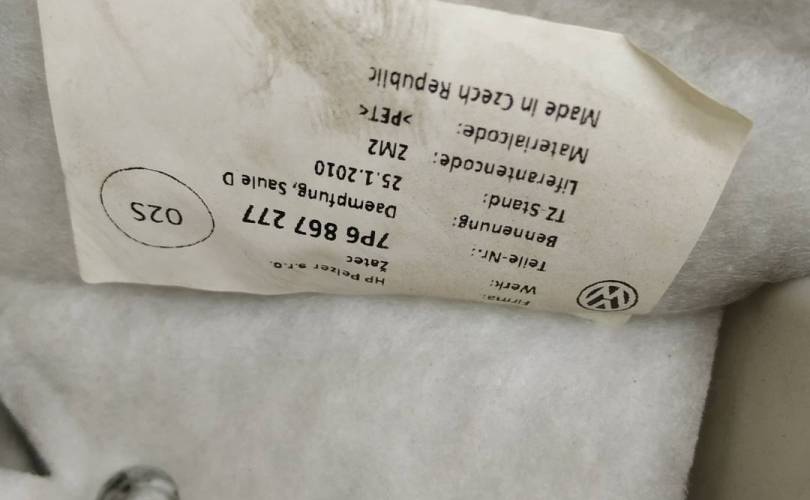 Firma: HP Pelzer s.r.o.
Werk: Žatec
Teile-Nr.: 7P6 867 277
Bennenung: Daempfung, Saule D
TZ-Stand: 25.1.2010
Liferantencode: ZM2
Materialcode: >PET<
Made in Czech Republic
02S